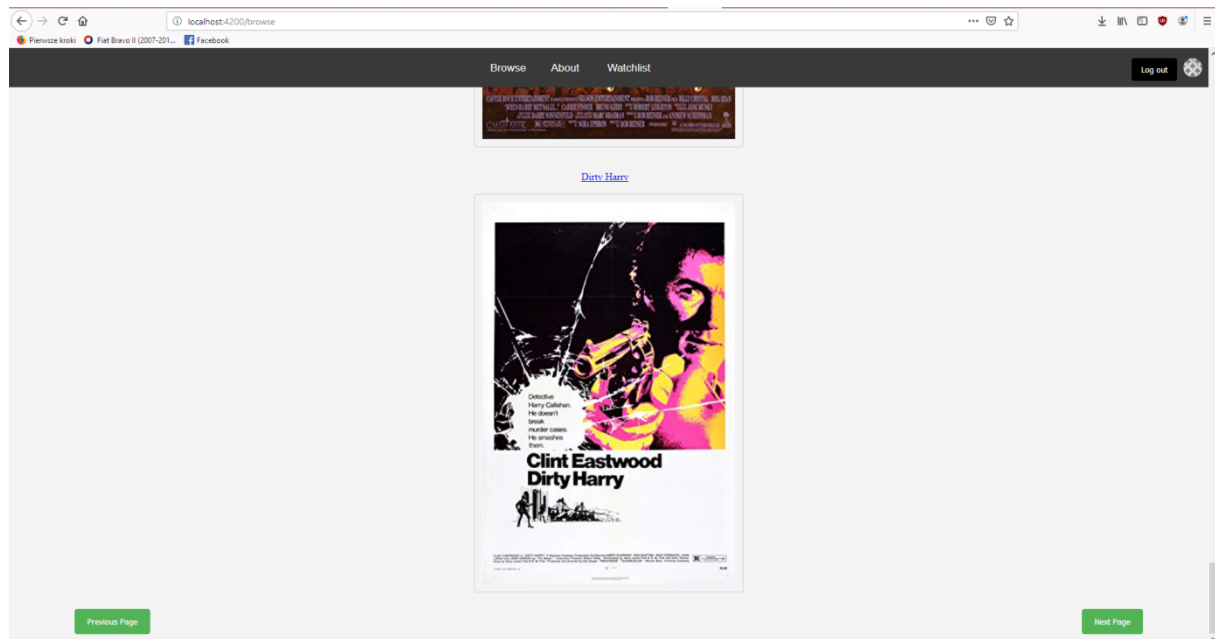 localhost:4200/browse
Pierwsze kroki Fiat Bravo II (2007-201... Facebook
Browse About Watchlist Log out
Dirty Harry
Detective
Harry Callahan.
He doesn't
break
murder cases.
He smashes
them.
Clint Eastwood
Dirty Harry
Previous Page Next Page